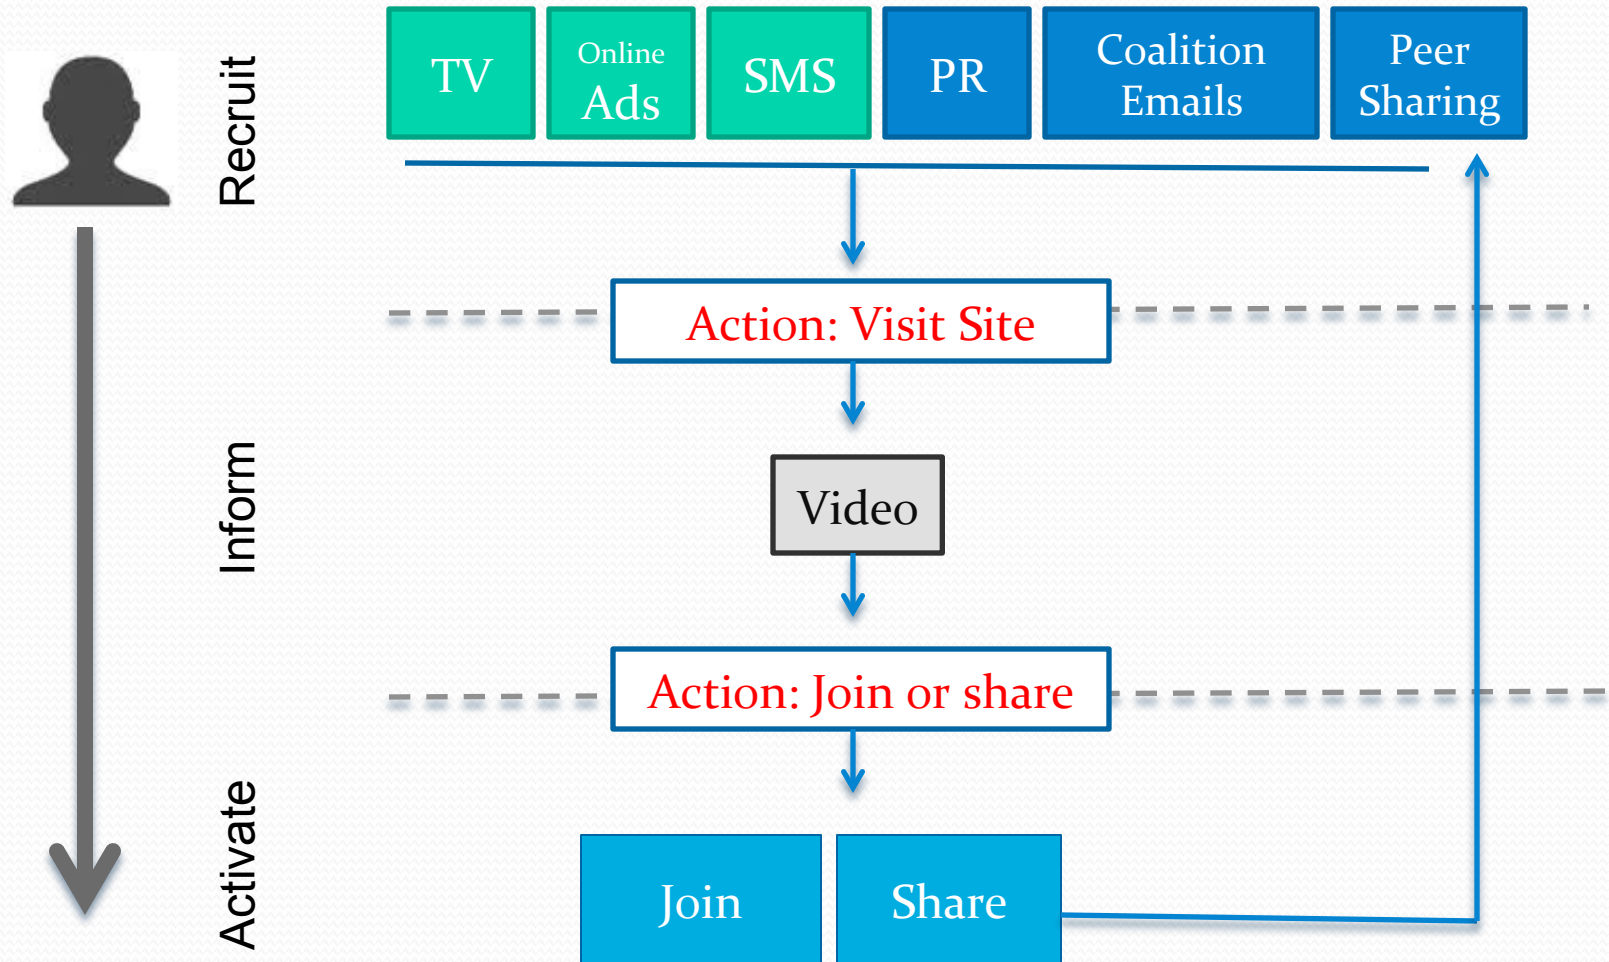 Recruit
TV
Online
Ads
SMS
PR
Coalition
Emails
Peer
Sharing
Action: Visit Site
Inform
Video
Action: Join or share
Activate
Join
Share